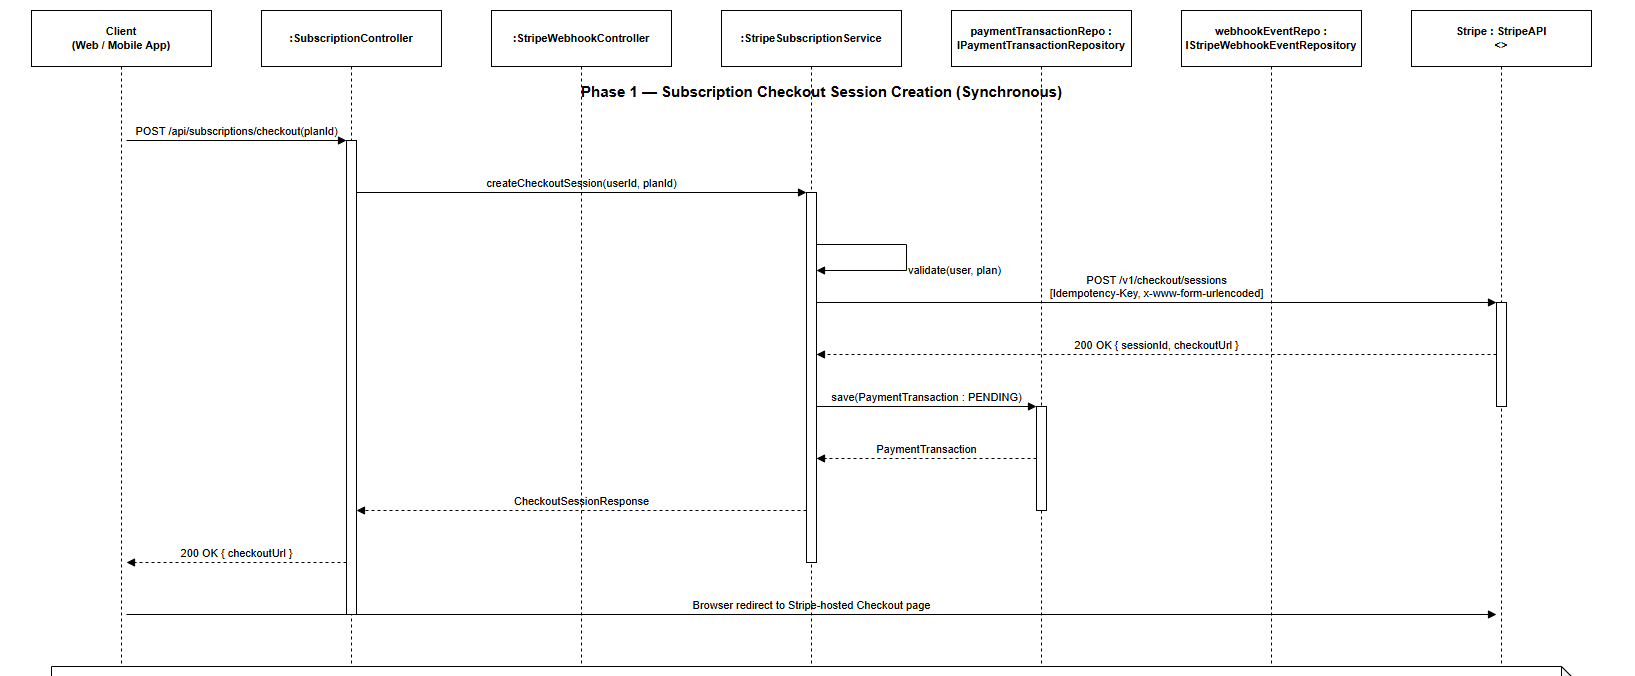 Client
(Web / Mobile App)
:SubscriptionController
:StripeWebhookController
:StripeSubscriptionService
paymentTransactionRepo :
IPaymentTransactionRepository
webhookEventRepo :
IStripeWebhookEventRepository
Stripe : StripeAPI
<>
Phase 1 — Subscription Checkout Session Creation (Synchronous)
POST /api/subscriptions/checkout(planId)
createCheckoutSession(userId, planId)
validate(user, plan)
POST /v1/checkout/sessions
[Idempotency-Key, x-www-form-urlencoded]
200 OK { sessionId, checkoutUrl }
save(PaymentTransaction : PENDING)
PaymentTransaction
CheckoutSessionResponse
200 OK { checkoutUrl }
Browser redirect to Stripe-hosted Checkout page